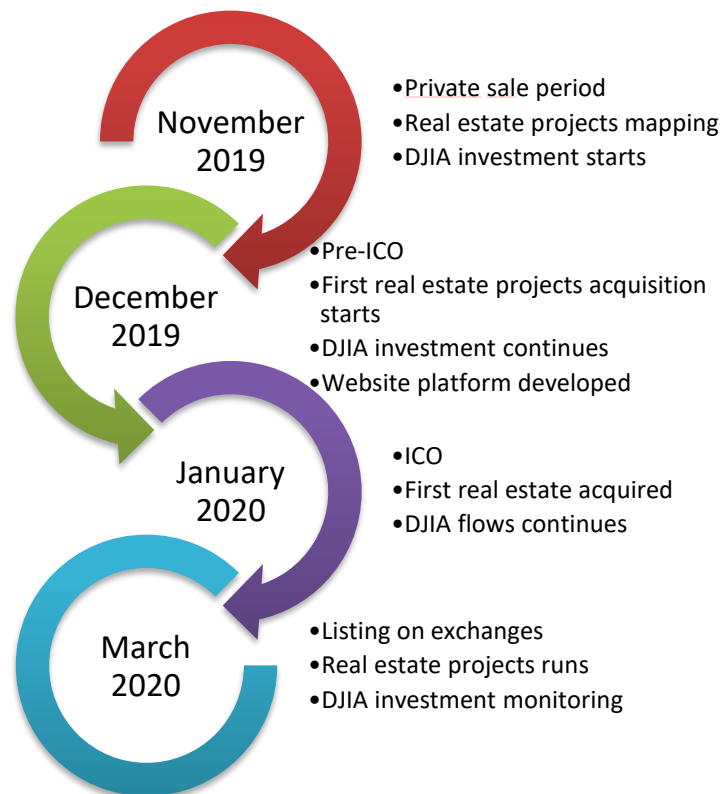 November
2019
•Private sale period
•Real estate projects mapping
•DJIA investment starts
December
2019
•Pre-ICO
•First real estate projects acquisition
starts
•DJIA investment continues
•Website platform developed
January
2020
•ICO
•First real estate acquired
•DJIA flows continues
March
2020
•Listing on exchanges
•Real estate projects runs
•DJIA investment monitoring